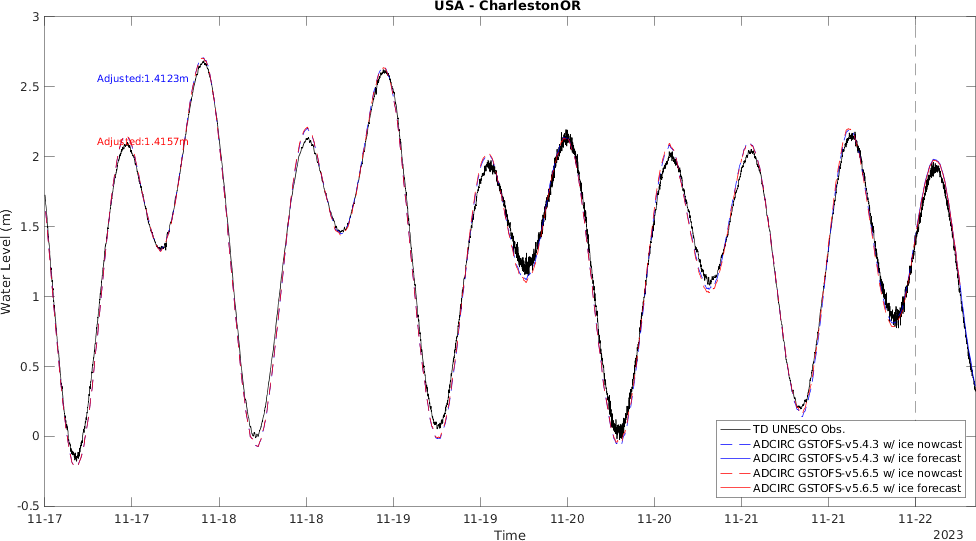 USA - CharlestonOR
3
2.5
2
1.5
1
0.5
0
-0.5
Water Level (m)
Adjusted:1.4123m
Adjusted:1.4157m
TD UNESCO Obs.
ADCIRC GSTOFS-v5.4.3 w/ ice nowcast
ADCIRC GSTOFS-v5.4.3 w/ ice forecast
ADCIRC GSTOFS-v5.6.5 w/ ice nowcast
ADCIRC GSTOFS-v5.6.5 w/ ice forecast
11-17 11-17 11-18 11-18 11-19 11-19 11-20 11-20 11-21 11-21 11-22
Time
2023